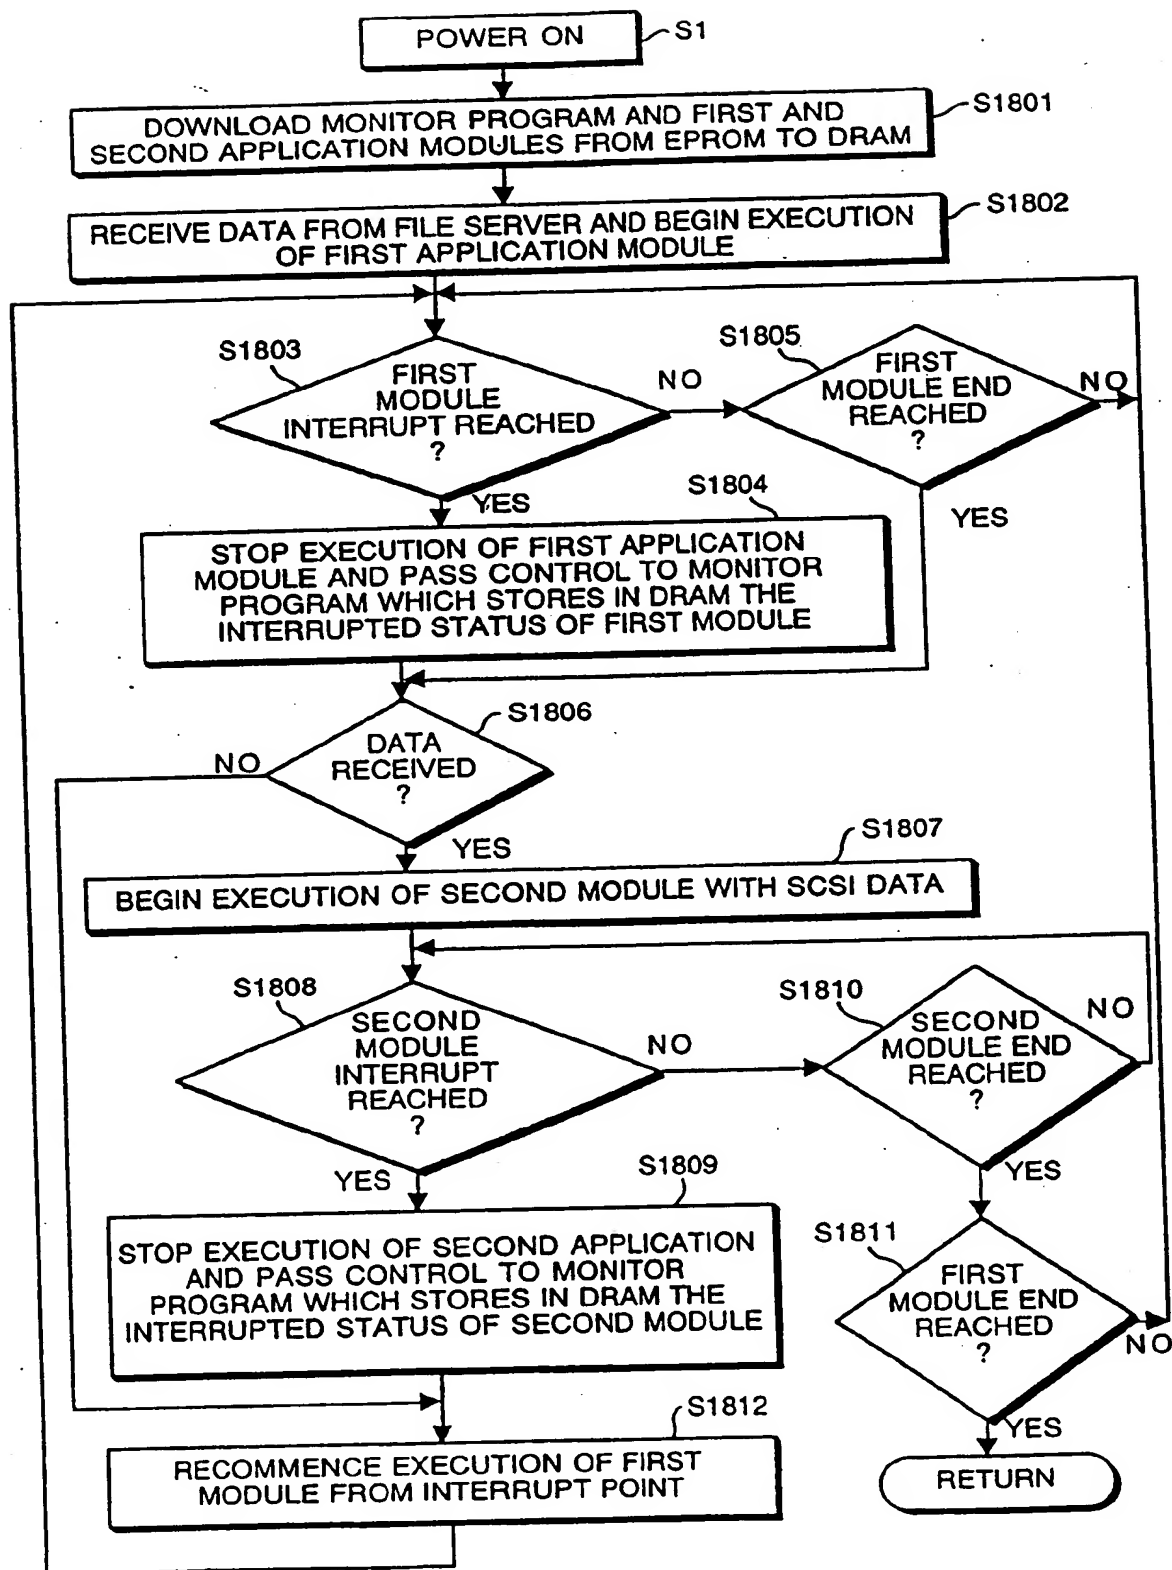 POWER ON
S1
DOWNLOAD MONITOR PROGRAM AND FIRST AND
SECOND APPLICATION MODULES FROM EPROM TO DRAM
S1801
RECEIVE DATA FROM FILE SERVER AND BEGIN EXECUTION
OF FIRST APPLICATION MODULE
S1802
S1803
FIRST
MODULE
INTERRUPT REACHED
?
NO
YES
S1805
FIRST
MODULE END
REACHED
?
NO
YES
S1804
STOP EXECUTION OF FIRST APPLICATION
MODULE AND PASS CONTROL TO MONITOR
PROGRAM WHICH STORES IN DRAM THE
INTERRUPTED STATUS OF FIRST MODULE
S1806
DATA
RECEIVED
?
NO
YES
S1807
BEGIN EXECUTION OF SECOND MODULE WITH SCSI DATA
S1808
SECOND
MODULE
INTERRUPT
REACHED
?
NO
YES
S1810
SECOND
MODULE END
REACHED
?
NO
YES
S1809
STOP EXECUTION OF SECOND APPLICATION
AND PASS CONTROL TO MONITOR
PROGRAM WHICH STORES IN DRAM THE
INTERRUPTED STATUS OF SECOND MODULE
S1811
FIRST
MODULE END
REACHED
?
NO
YES
S1812
RECOMMENCE EXECUTION OF FIRST
MODULE FROM INTERRUPT POINT
RETURN